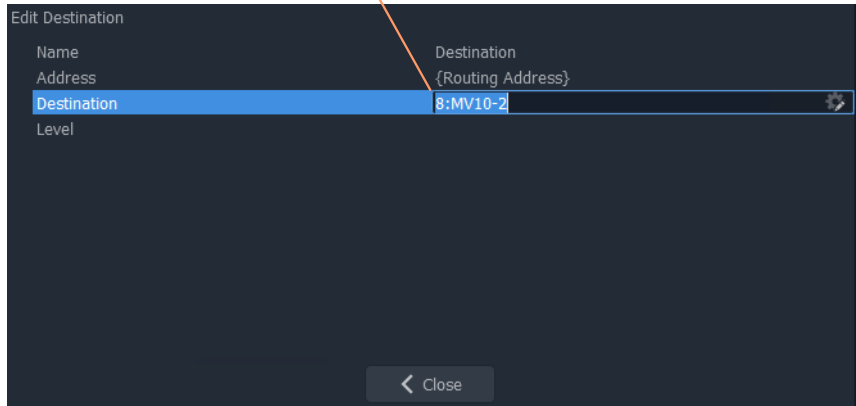 Edit Destination
Name Destination
Address {Routing Address}
Destination 8:MV10-2
Level
Close